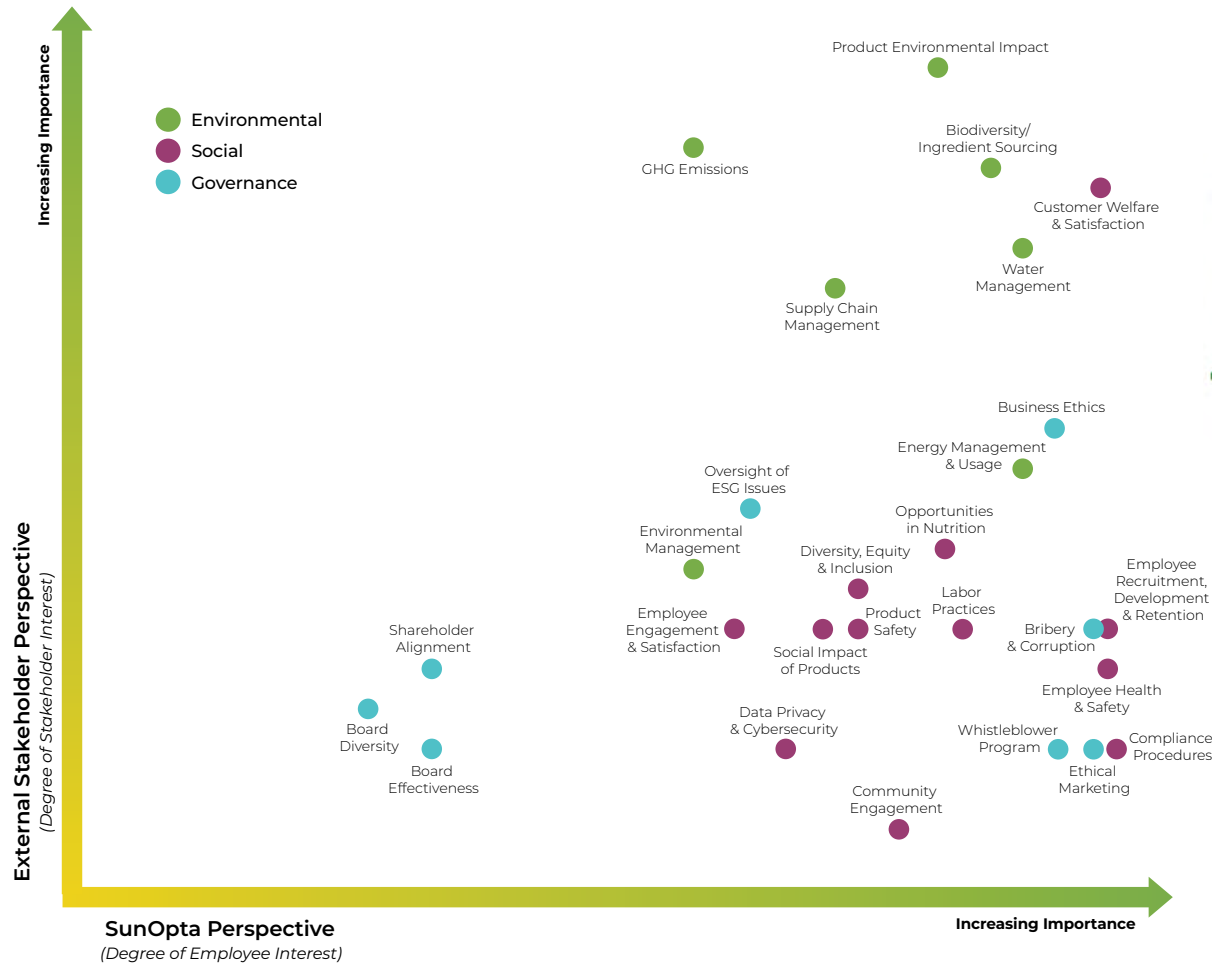 Increasing Importance
Environmental
Social
Governance
Product Environmental Impact
GHG Emissions
Biodiversity/
Ingredient Sourcing
Customer Welfare
& Satisfaction
Water
Management
Supply Chain
Management
Business Ethics
Energy Management
& Usage
Oversight of
ESG Issues
Opportunities
in Nutrition
Environmental
Management
Diversity, Equity
& Inclusion
Employee
Recruitment,
Development
& Retention
Labor
Practices
Employee
Engagement
& Satisfaction
Product
Safety
Social Impact
of Products
Bribery
& Corruption
Shareholder
Alignment
Employee Health
& Safety
Board
Diversity
Data Privacy
& Cybersecurity
Whistleblower
Program
Compliance
Procedures
Board
Effectiveness
Ethical
Marketing
Community
Engagement
External Stakeholder Perspective
(Degree of Stakeholder Interest)
SunOpta Perspective
(Degree of Employee Interest)
Increasing Importance